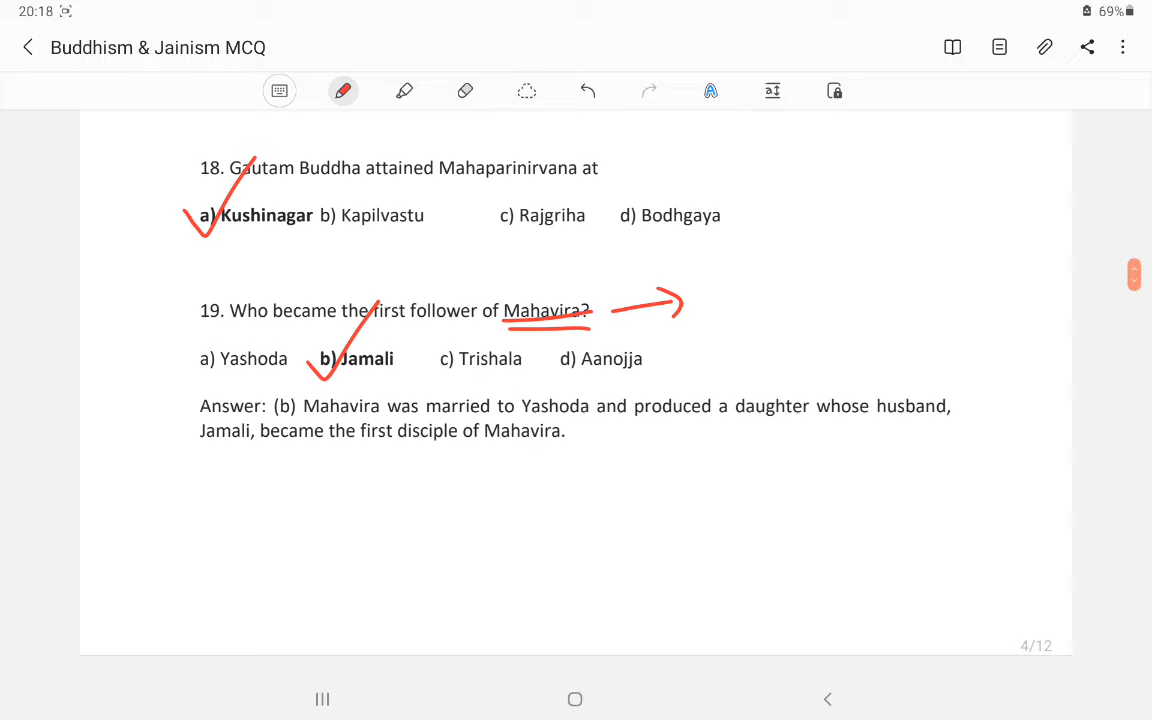 20:18
69%
Buddhism & Jainism MCQ
18. Gautam Buddha attained Mahaparinirvana at
a) Kushinagar b) Kapilvastu c) Rajgriha d) Bodhgaya
19. Who became the first follower of Mahavira?
a) Yashoda b) Jamali c) Trishala d) Aanojja
Answer: (b) Mahavira was married to Yashoda and produced a daughter whose husband,
Jamali, became the first disciple of Mahavira.
4/12